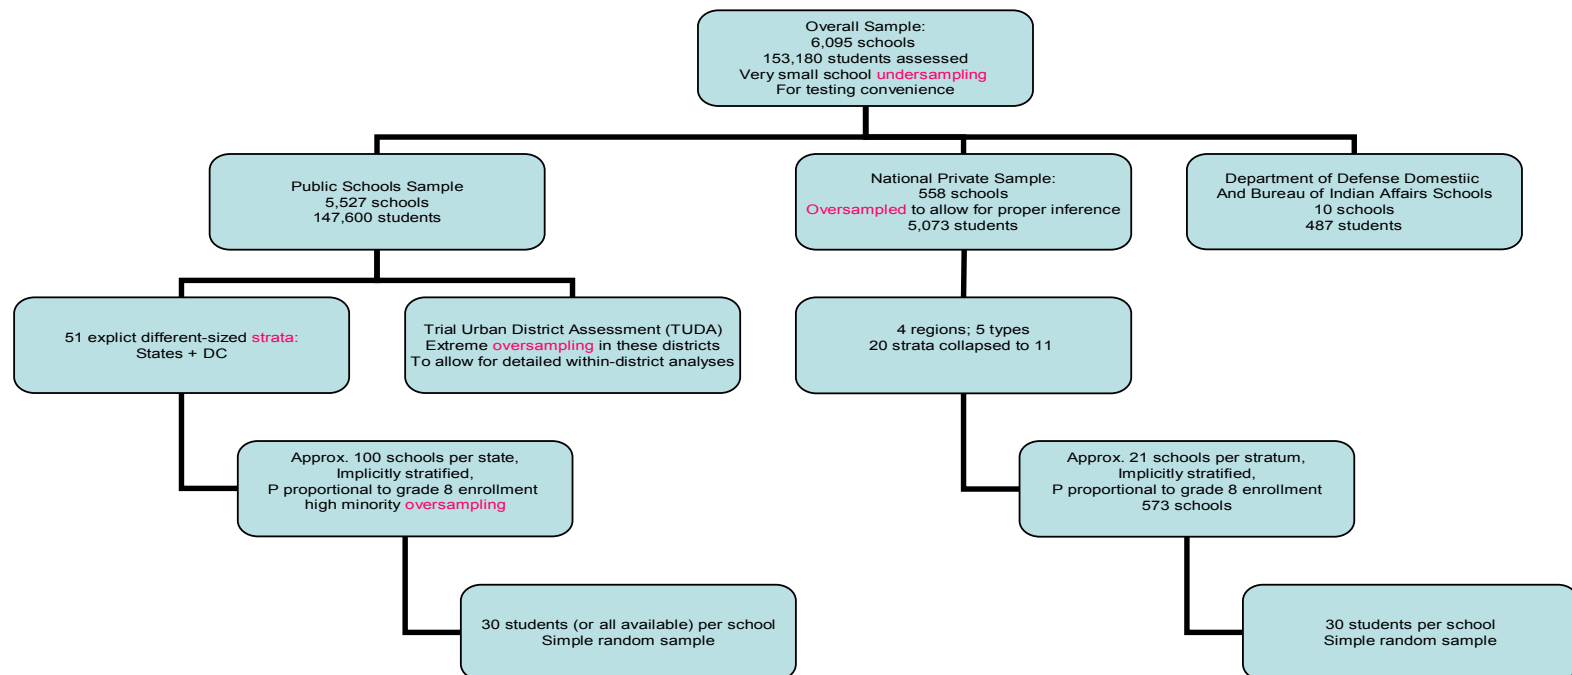 Overall Sample:
6,095 schools
153,180 students assessed
Very small school undersampling
For testing convenience
Public Schools Sample
5,527 schools
147,600 students
National Private Sample:
558 schools
Oversampled to allow for proper inference
5,073 students
Department of Defense Domestiic
And Bureau of Indian Affairs Schools
10 schools
487 students
51 explict different-sized strata:
States + DC
Trial Urban District Assessment (TUDA)
Extreme oversampling in these districts
To allow for detailed within-district analyses
4 regions; 5 types
20 strata collapsed to 11
Approx. 100 schools per state,
Implicitly stratified,
P proportional to grade 8 enrollment
high minority oversampling
Approx. 21 schools per stratum,
Implicitly stratified,
P proportional to grade 8 enrollment
573 schools
30 students (or all available) per school
Simple random sample
30 students per school
Simple random sample